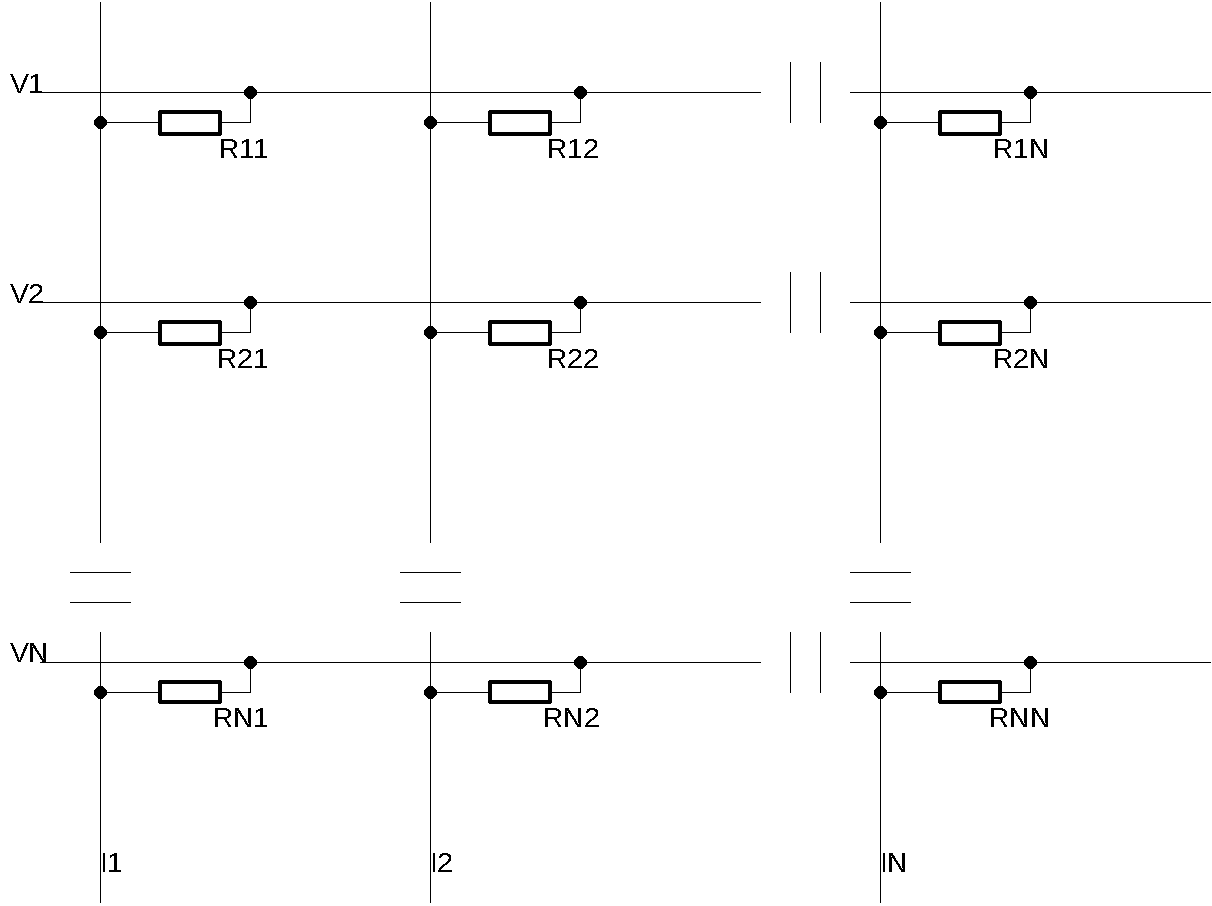 V1
R11 R12 R1N
V2
R21 R22 R2N
VN
RN1 RN2 RNN
I1 I2 IN